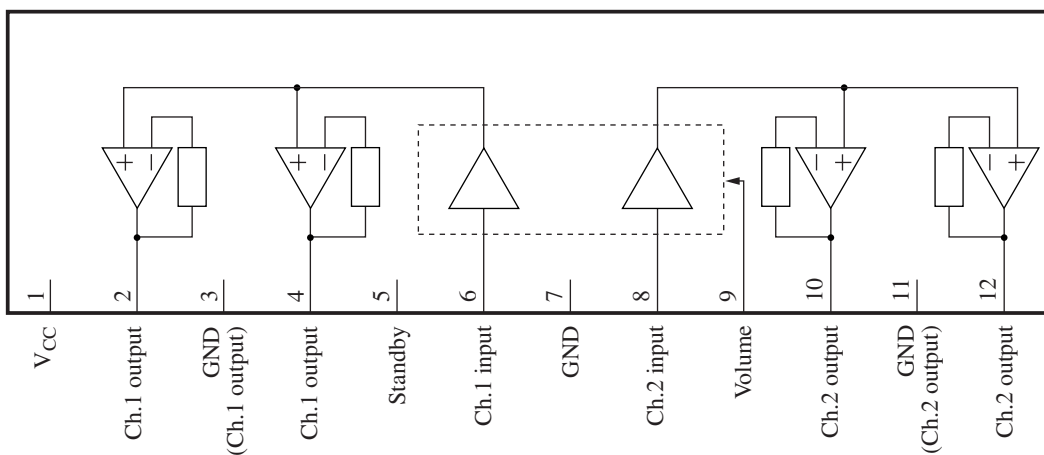 + −
+ −
− +
− +
1
2
3
4
5
6
7
8
9
10
11
12
VCC
Ch.1 output
GND
(Ch.1 output)
Ch.1 output
Standby
Ch.1 input
GND
Ch.2 input
Volume
Ch.2 output
GND
(Ch.2 output)
Ch.2 output